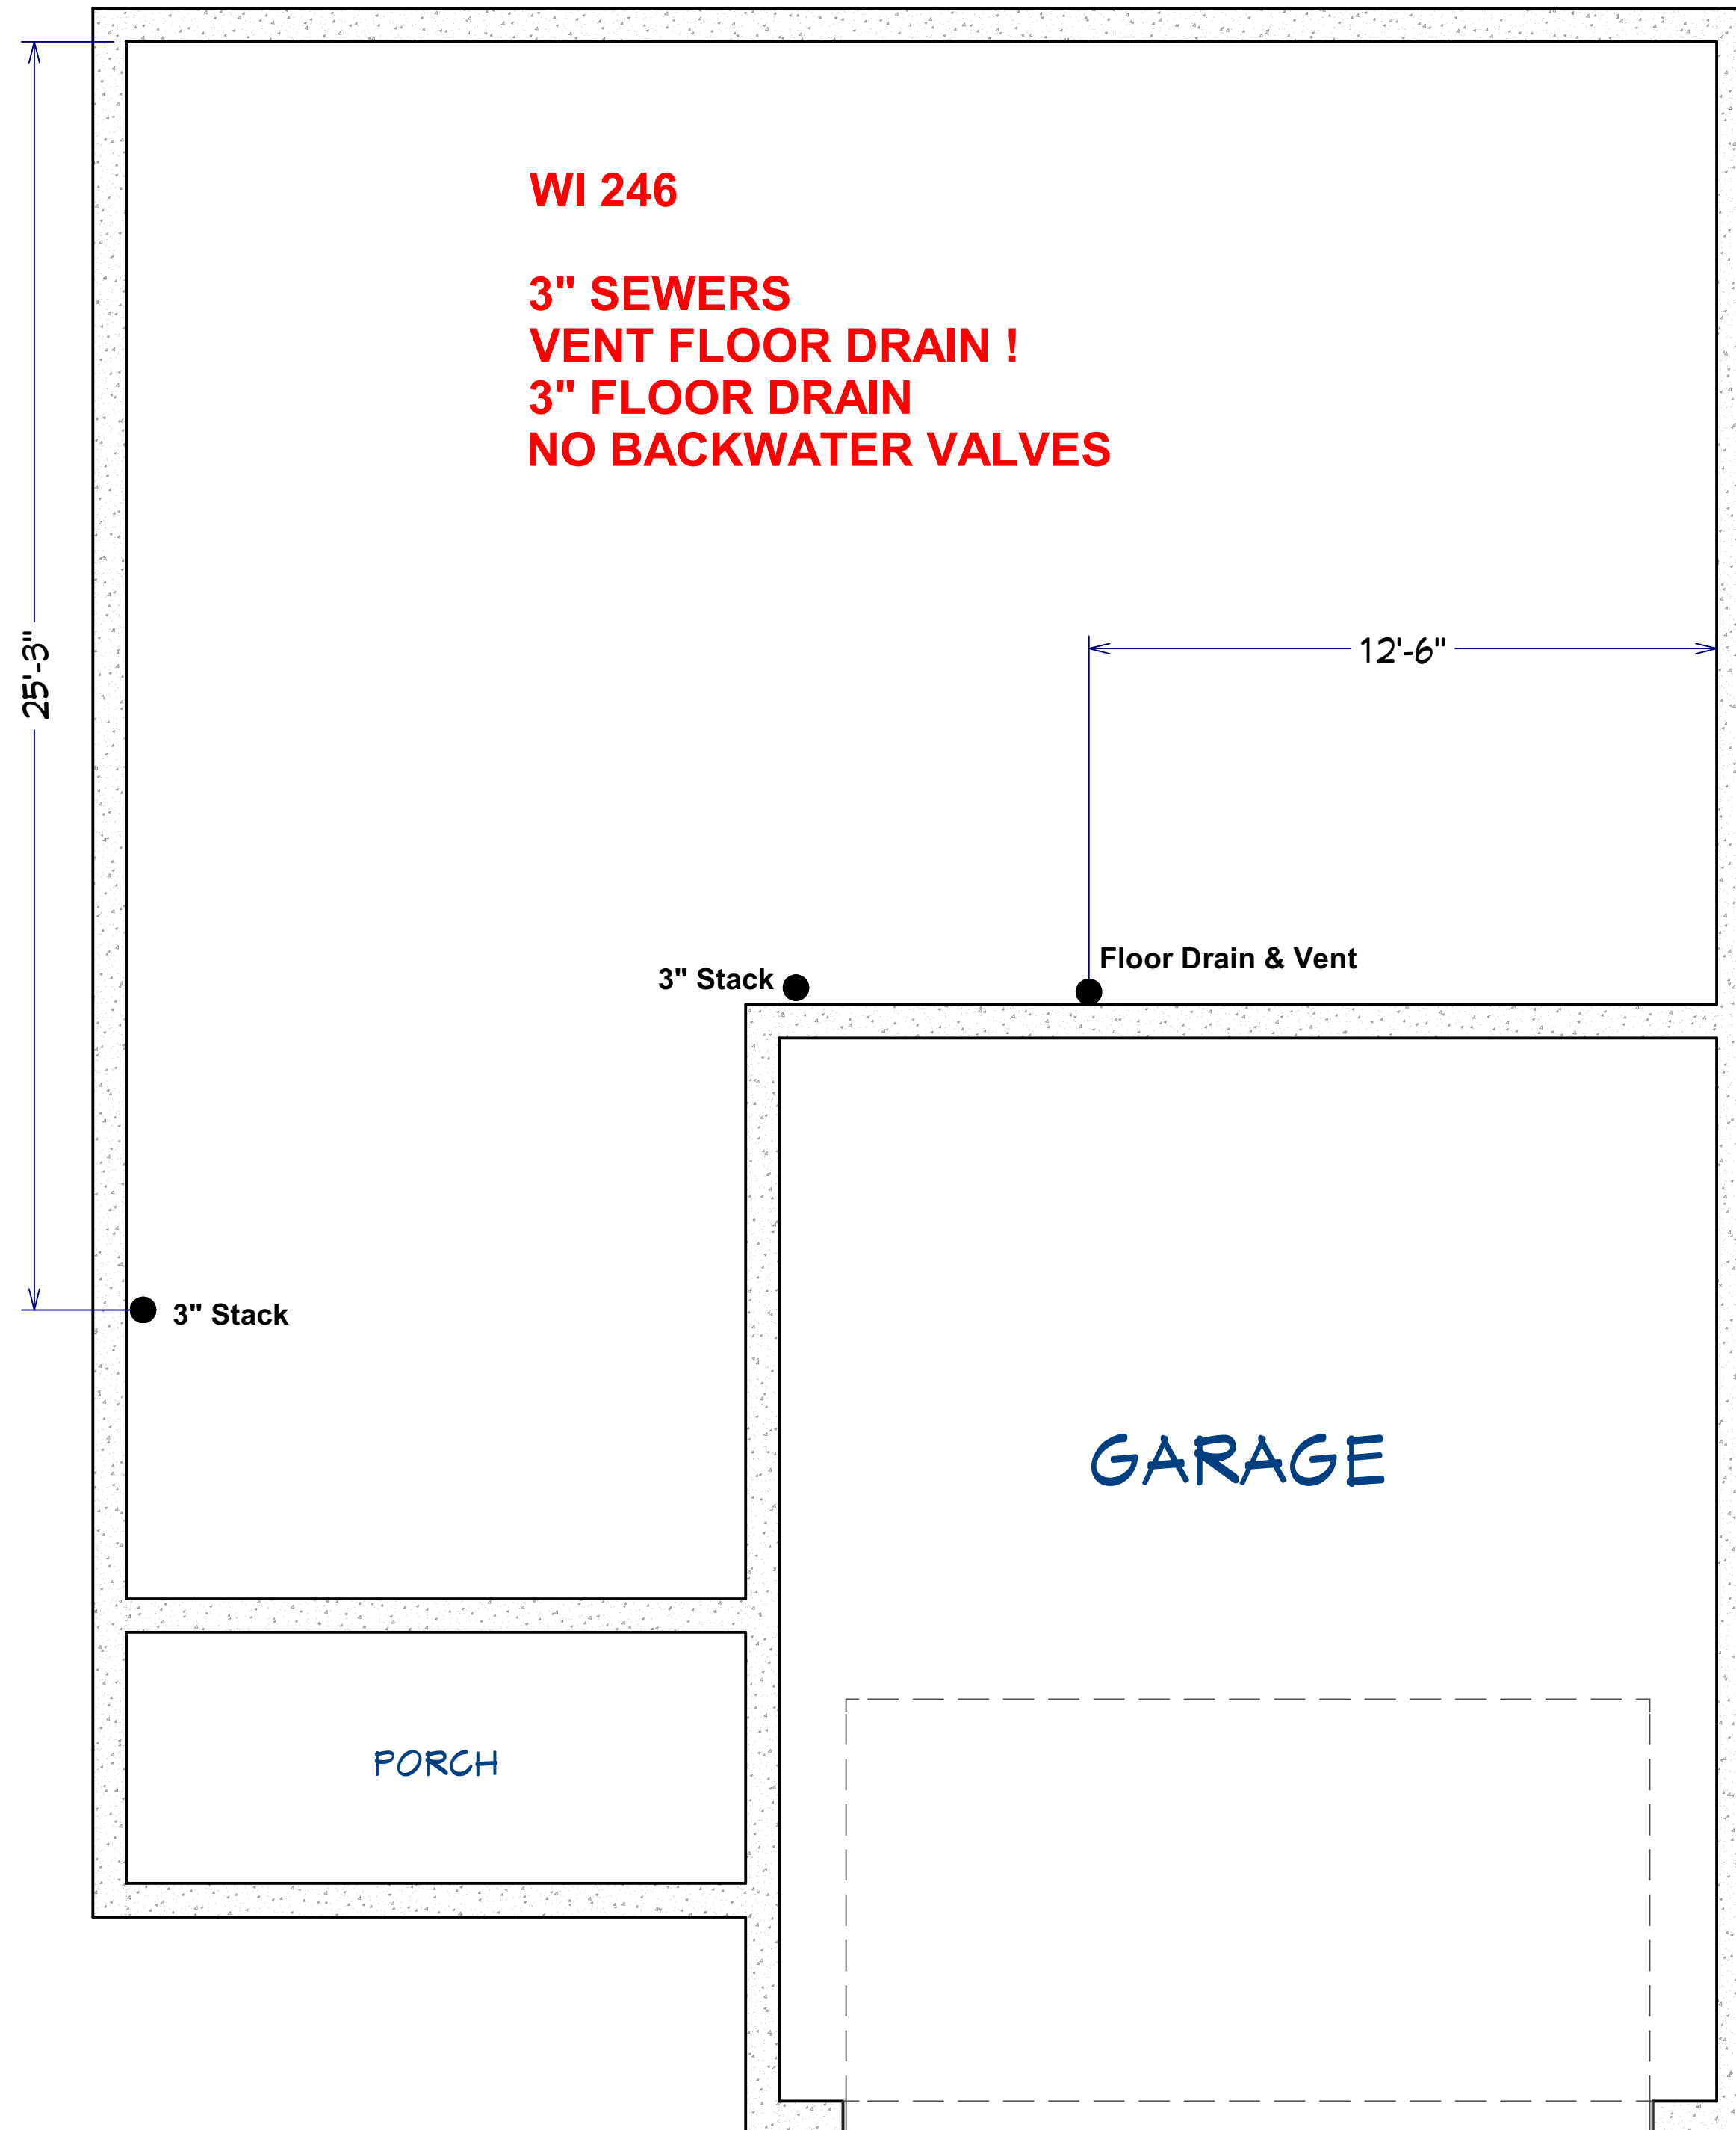 WI 246
3" SEWERS
VENT FLOOR DRAIN !
3" FLOOR DRAIN
NO BACKWATER VALVES
25'-3"
12'-6"
Floor Drain & Vent
3" Stack
3" Stack
GARAGE
PORCH